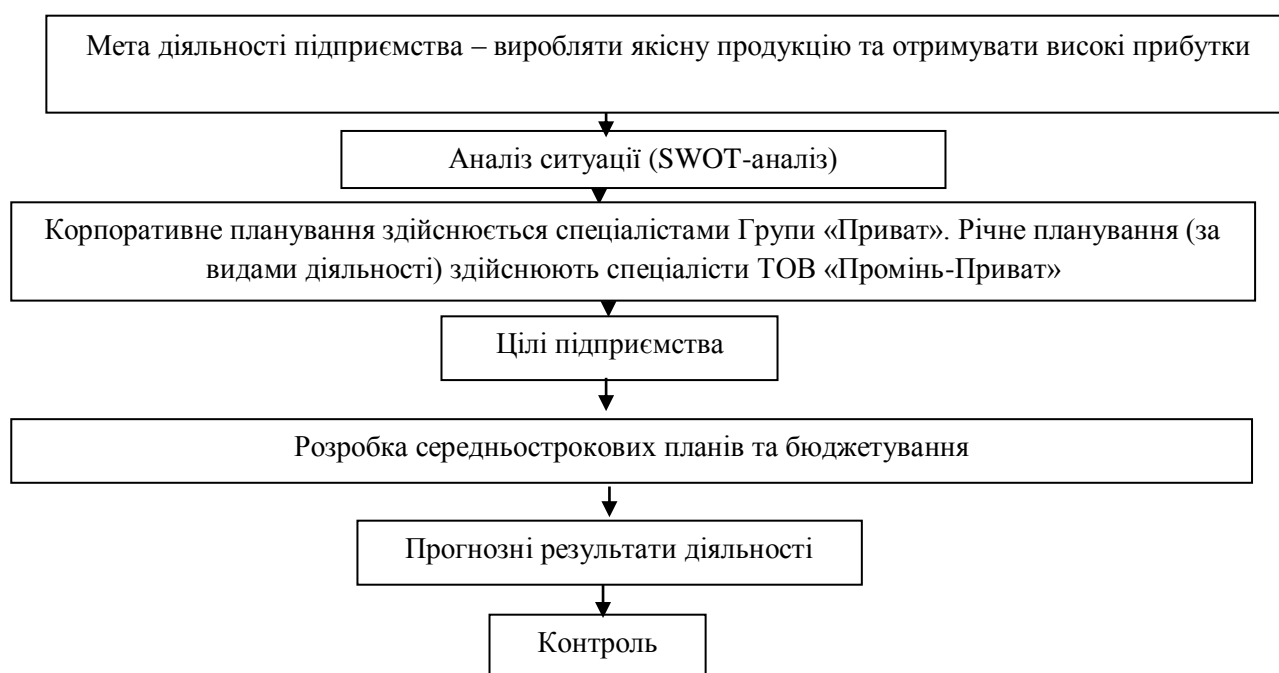 Мета діяльності підприємства – виробляти якісну продукцію та отримувати високі прибутки
Аналіз ситуації (SWOT-аналіз)
Корпоративне планування здійснюється спеціалістами Групи «Приват». Річне планування (за
видами діяльності) здійснюють спеціалісти ТОВ «Промінь-Приват»
Цілі підприємства
Розробка середньострокових планів та бюджетування
Прогнозні результати діяльності
Контроль